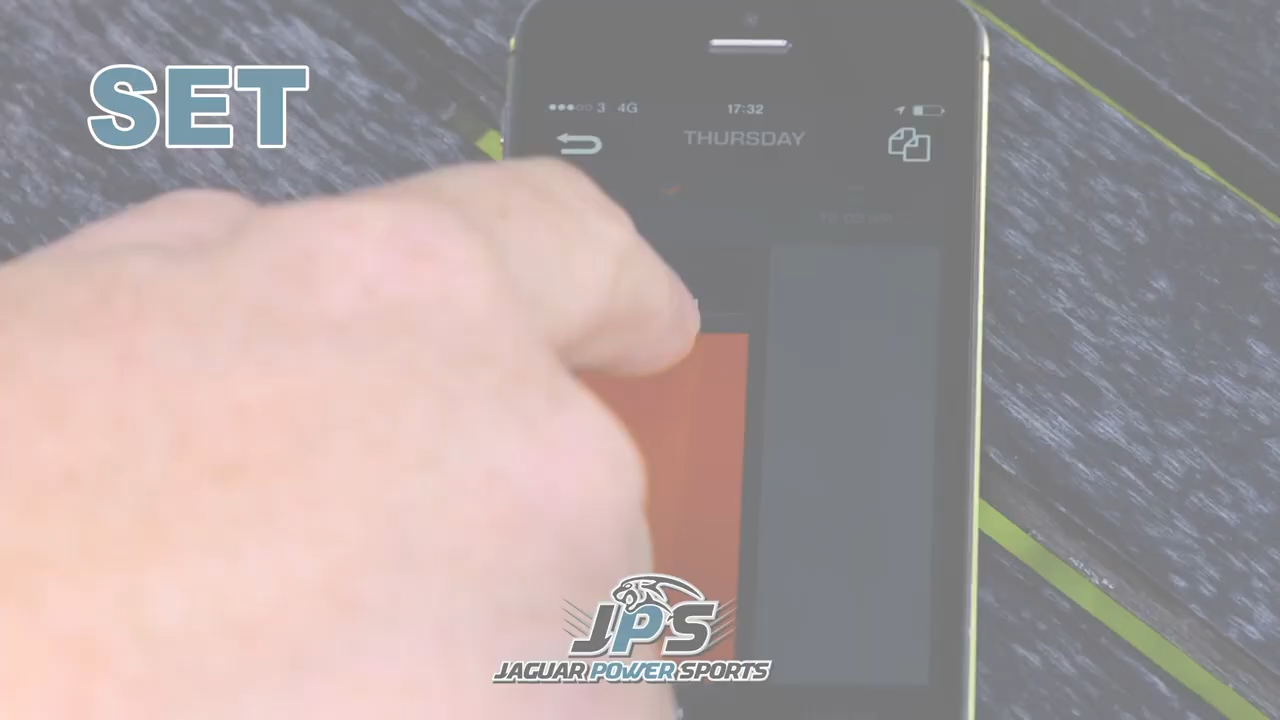 SET
3 4G 17:32
THURSDAY
JPS
JAGUAR POWER SPORTS